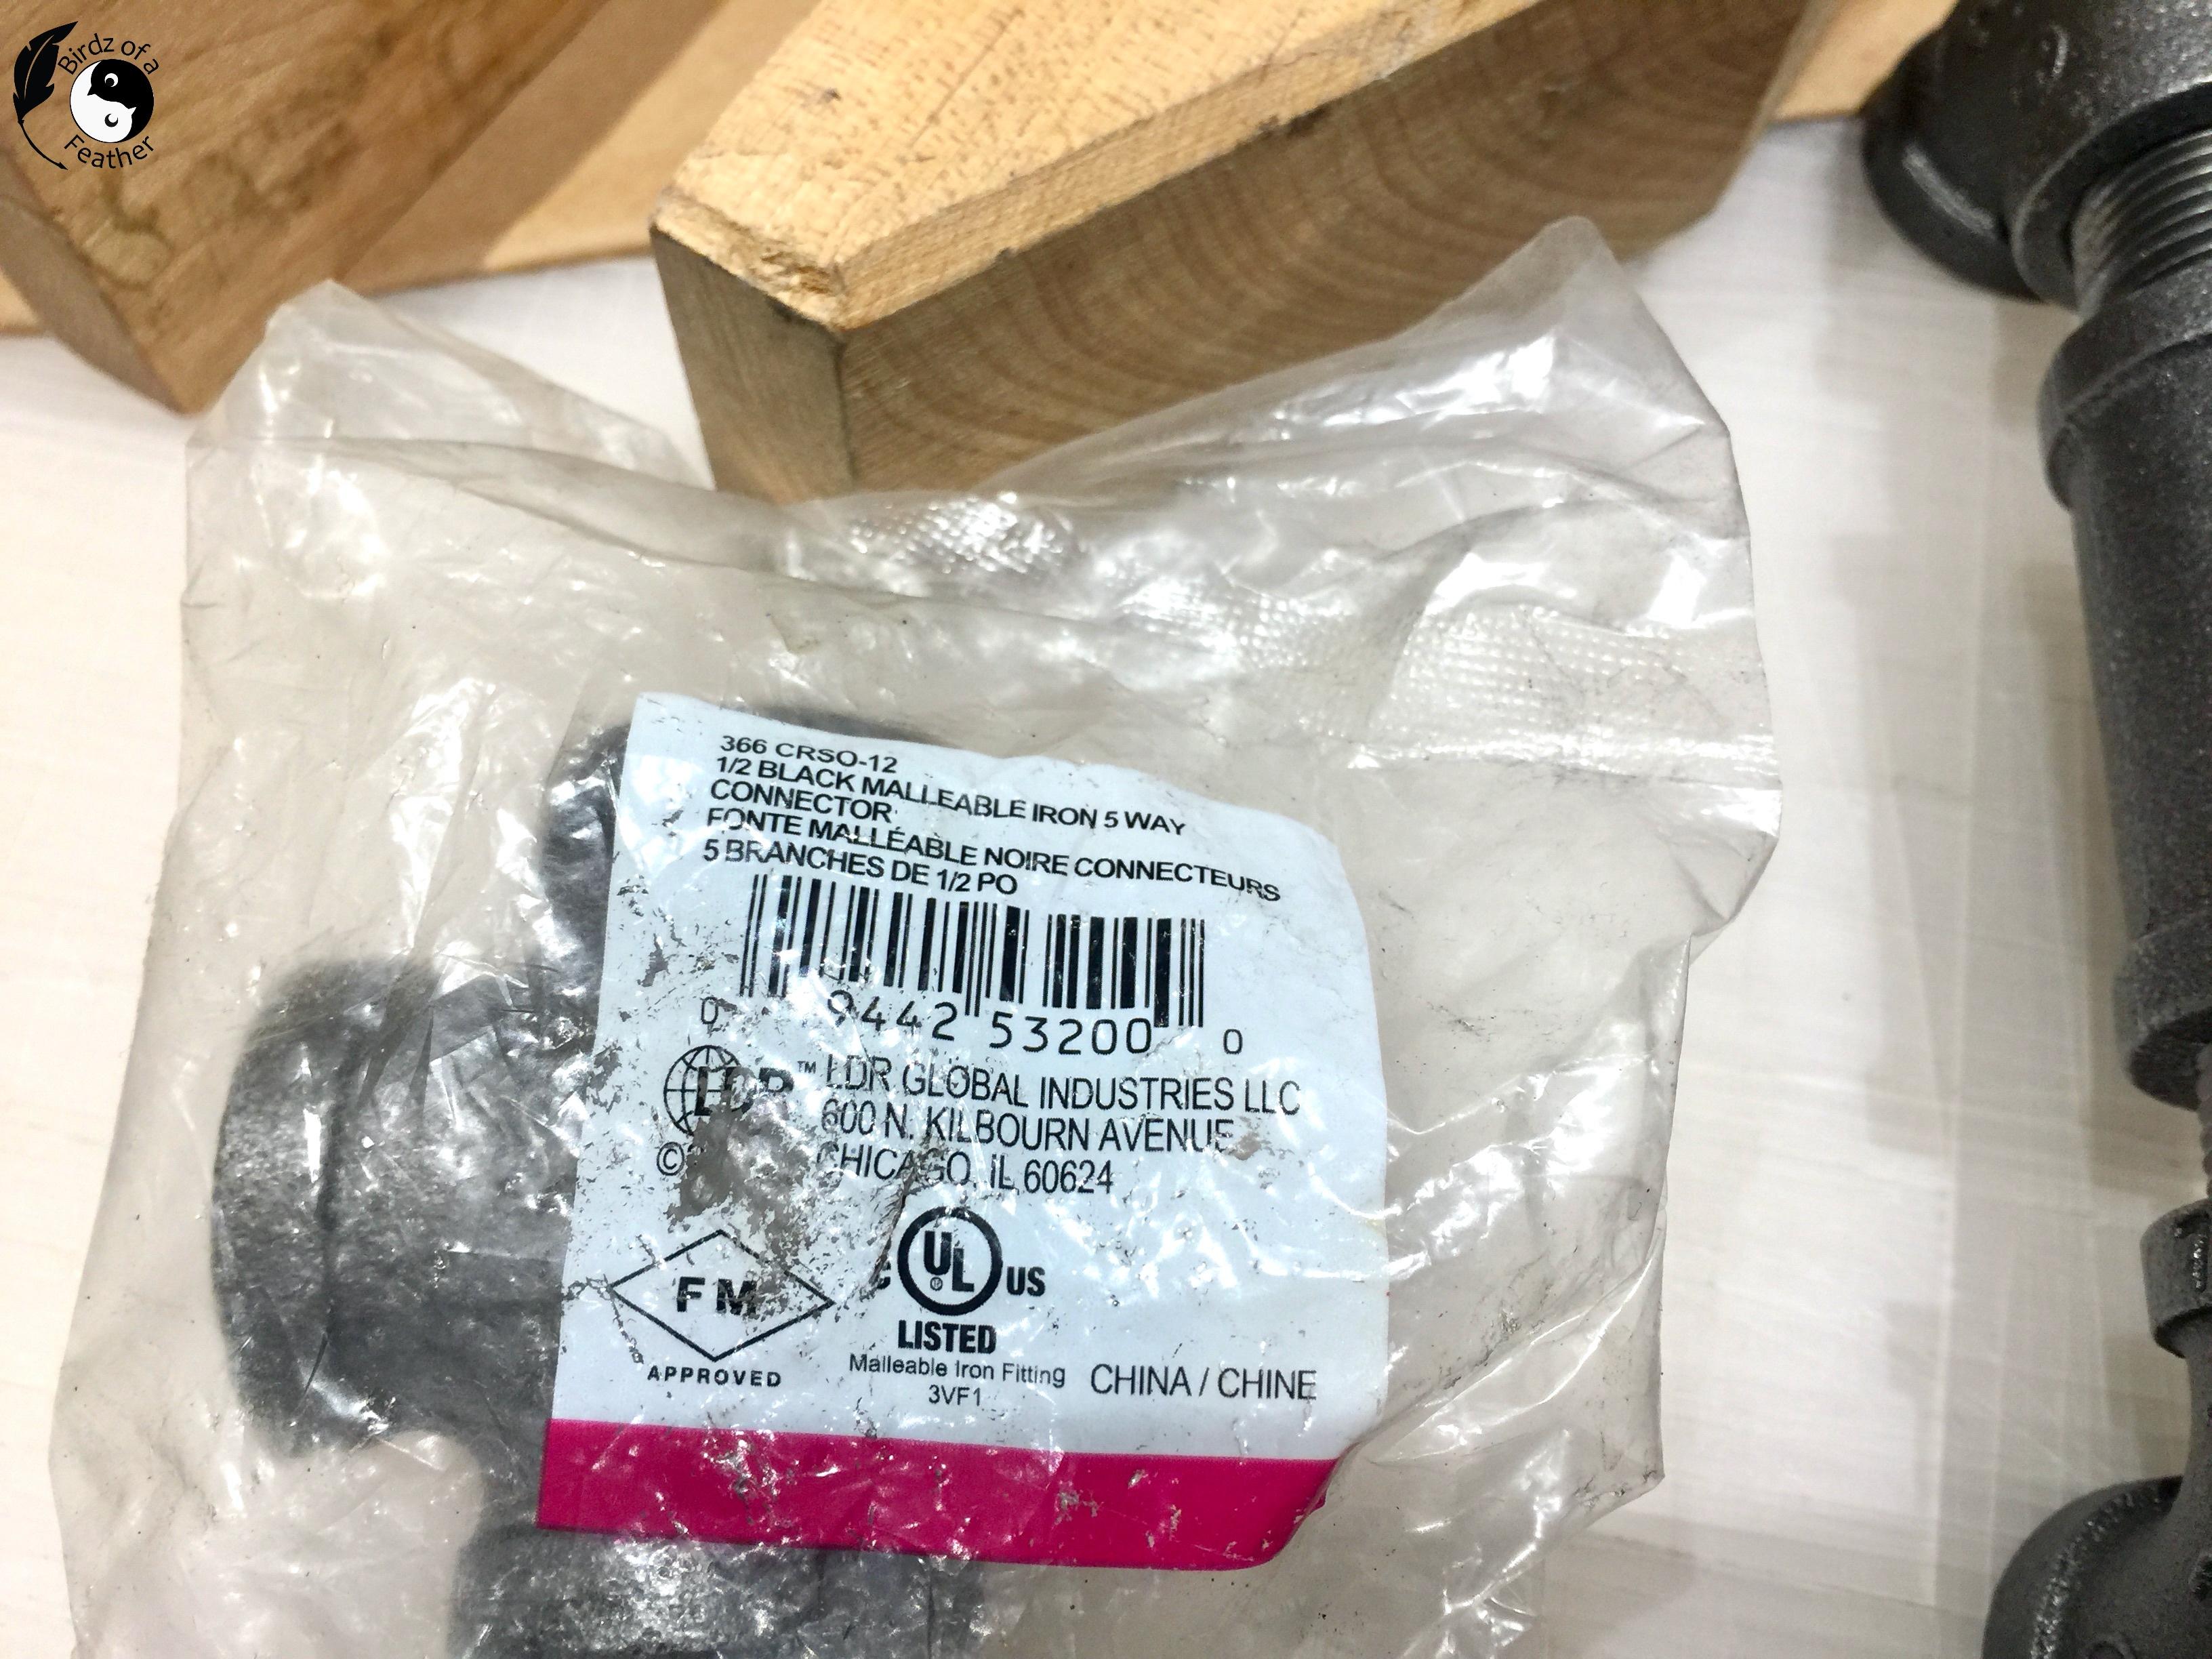 Birdz of a
Feather
366 CRSO-12
1/2 BLACK MALLEABLE IRON 5 WAY
CONNECTOR
FONTE MALLÉABLE NOIRE CONNECTEURS
5 BRANCHES DE 1/2 PO
0 9442 53200 0
LDR™ LDR GLOBAL INDUSTRIES LLC
600 N. KILBOURN AVENUE
© CHICAGO, IL 60624
FM
APPROVED
C UL US
LISTED
Malleable Iron Fitting
3VF1
CHINA / CHINE